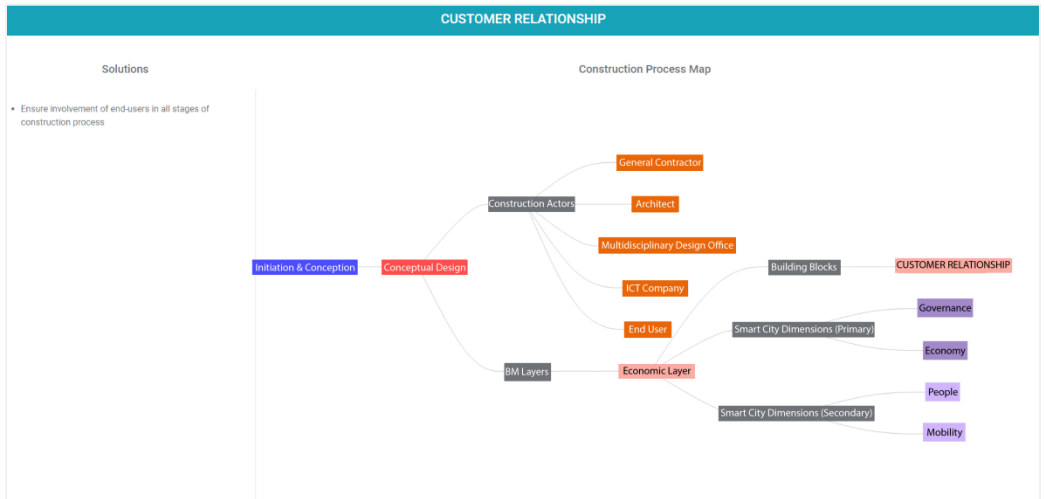 CUSTOMER RELATIONSHIP
Solutions
Construction Process Map
• Ensure involvement of end-users in all stages of
construction process
General Contractor
Construction Actors
Architect
Multidisciplinary Design Office
Initiation & Conception
Conceptual Design
Building Blocks
CUSTOMER RELATIONSHIP
ICT Company
Governance
End User
Smart City Dimensions (Primary)
Economy
BM Layers
Economic Layer
People
Smart City Dimensions (Secondary)
Mobility